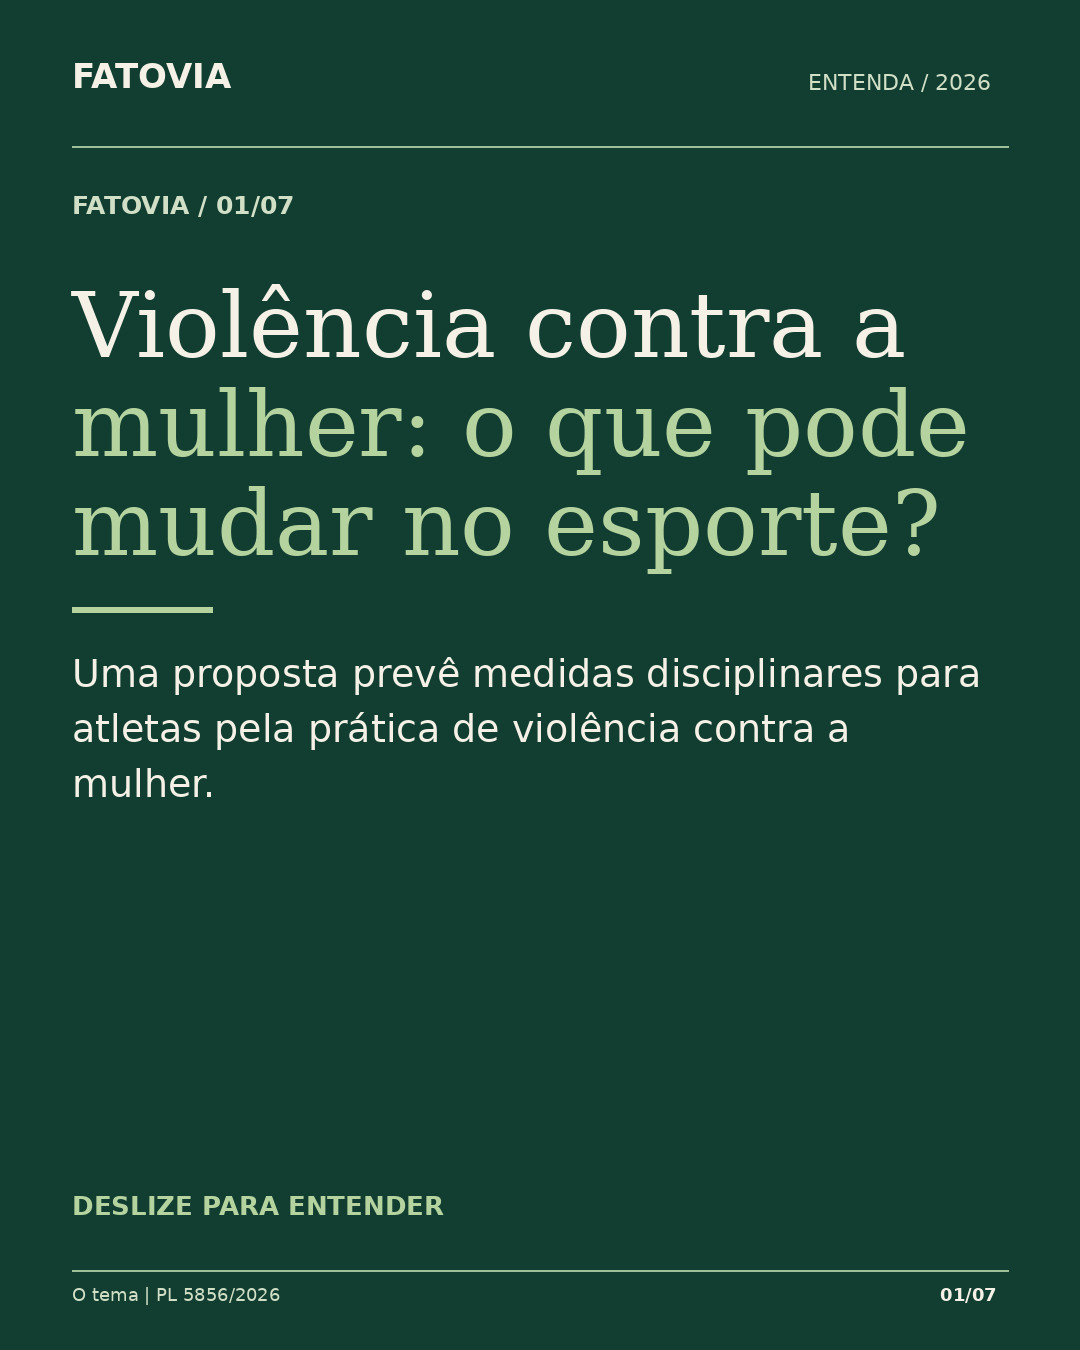 FATOVIA
ENTENDA / 2026
FATOVIA / 01/07
Violência contra a
mulher: o que pode
mudar no esporte?
Uma proposta prevê medidas disciplinares para
atletas pela prática de violência contra a
mulher.
DESLIZE PARA ENTENDER
O tema | PL 5856/2026
01/07